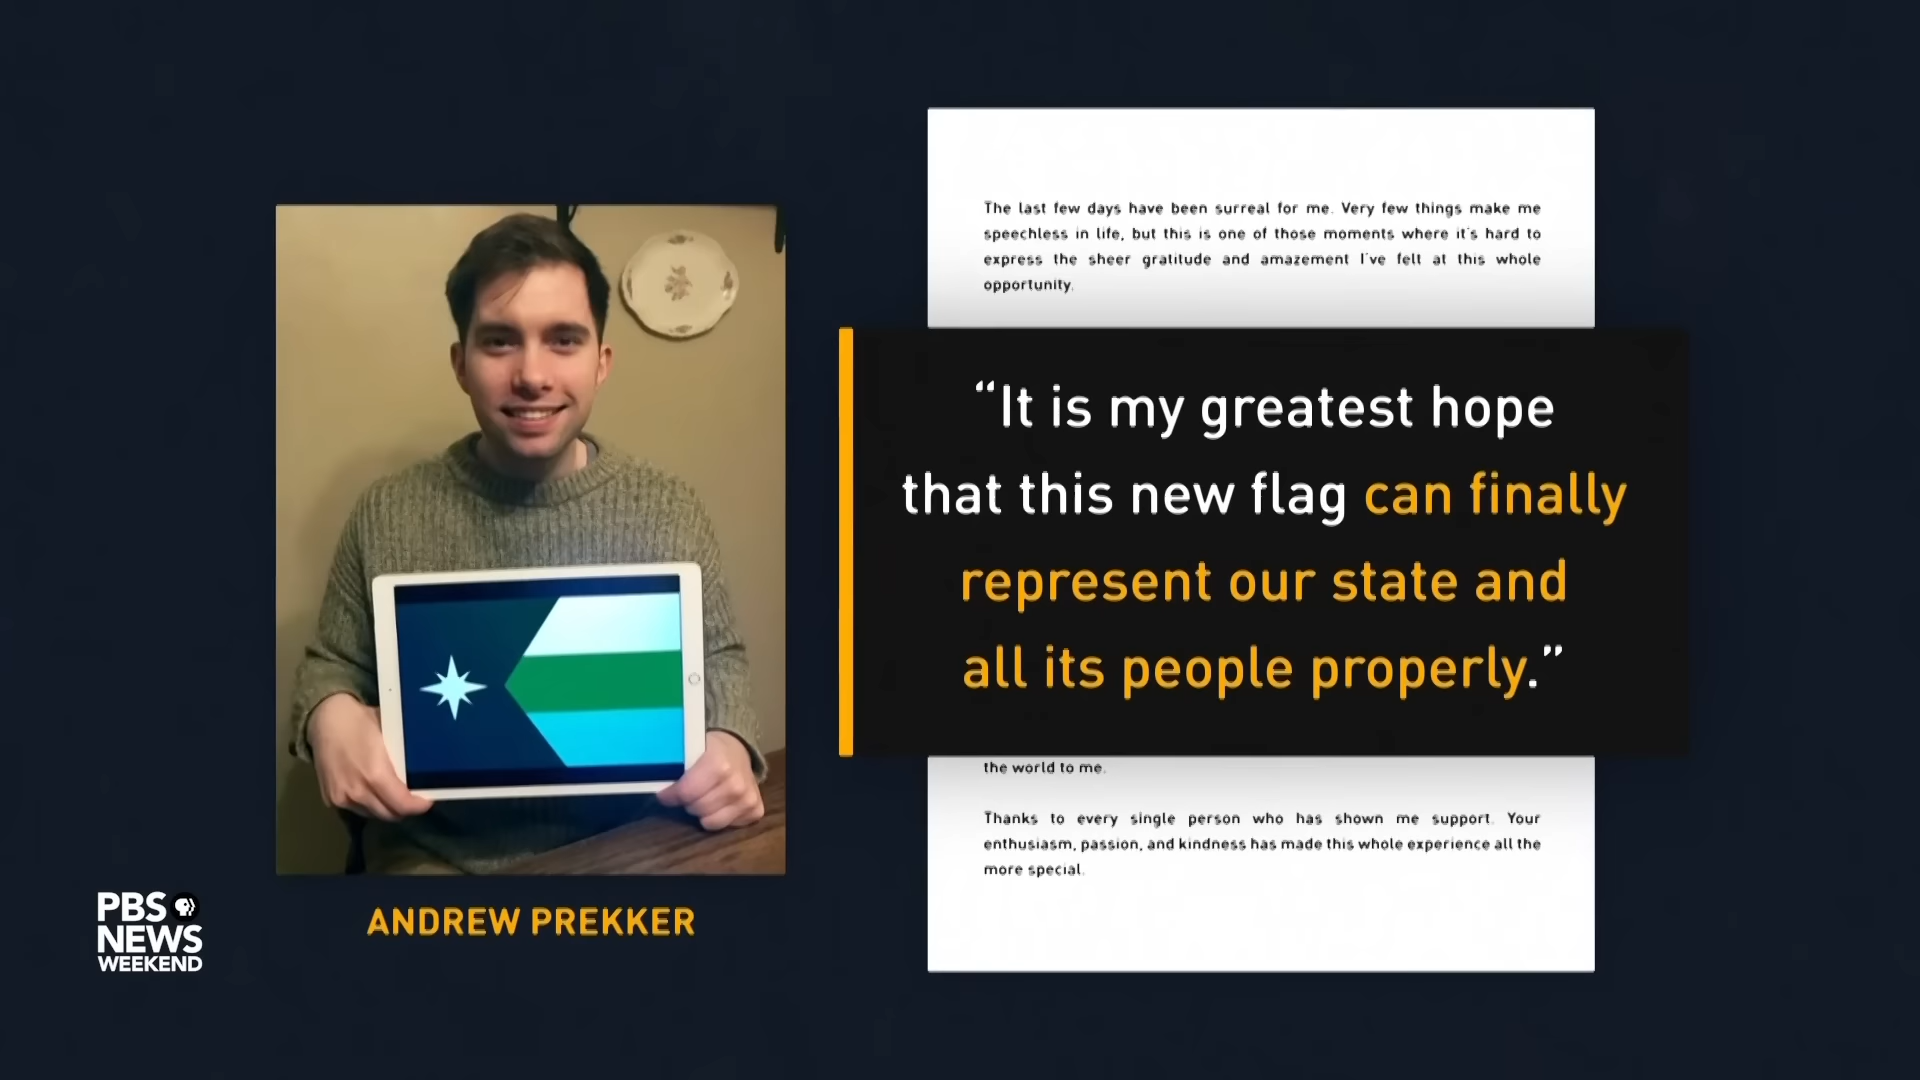 The last few days have been surreal for me. Very few things make me
speechless in life, but this is one of those moments where it's hard to
express the sheer gratitude and amazement I've felt at this whole
opportunity.
“It is my greatest hope
that this new flag can finally
represent our state and
all its people properly.”
the world to me.
Thanks to every single person who has shown me support. Your
enthusiasm, passion, and kindness has made this whole experience all the
more special.
ANDREW PREKKER
PBS
NEWS
WEEKEND